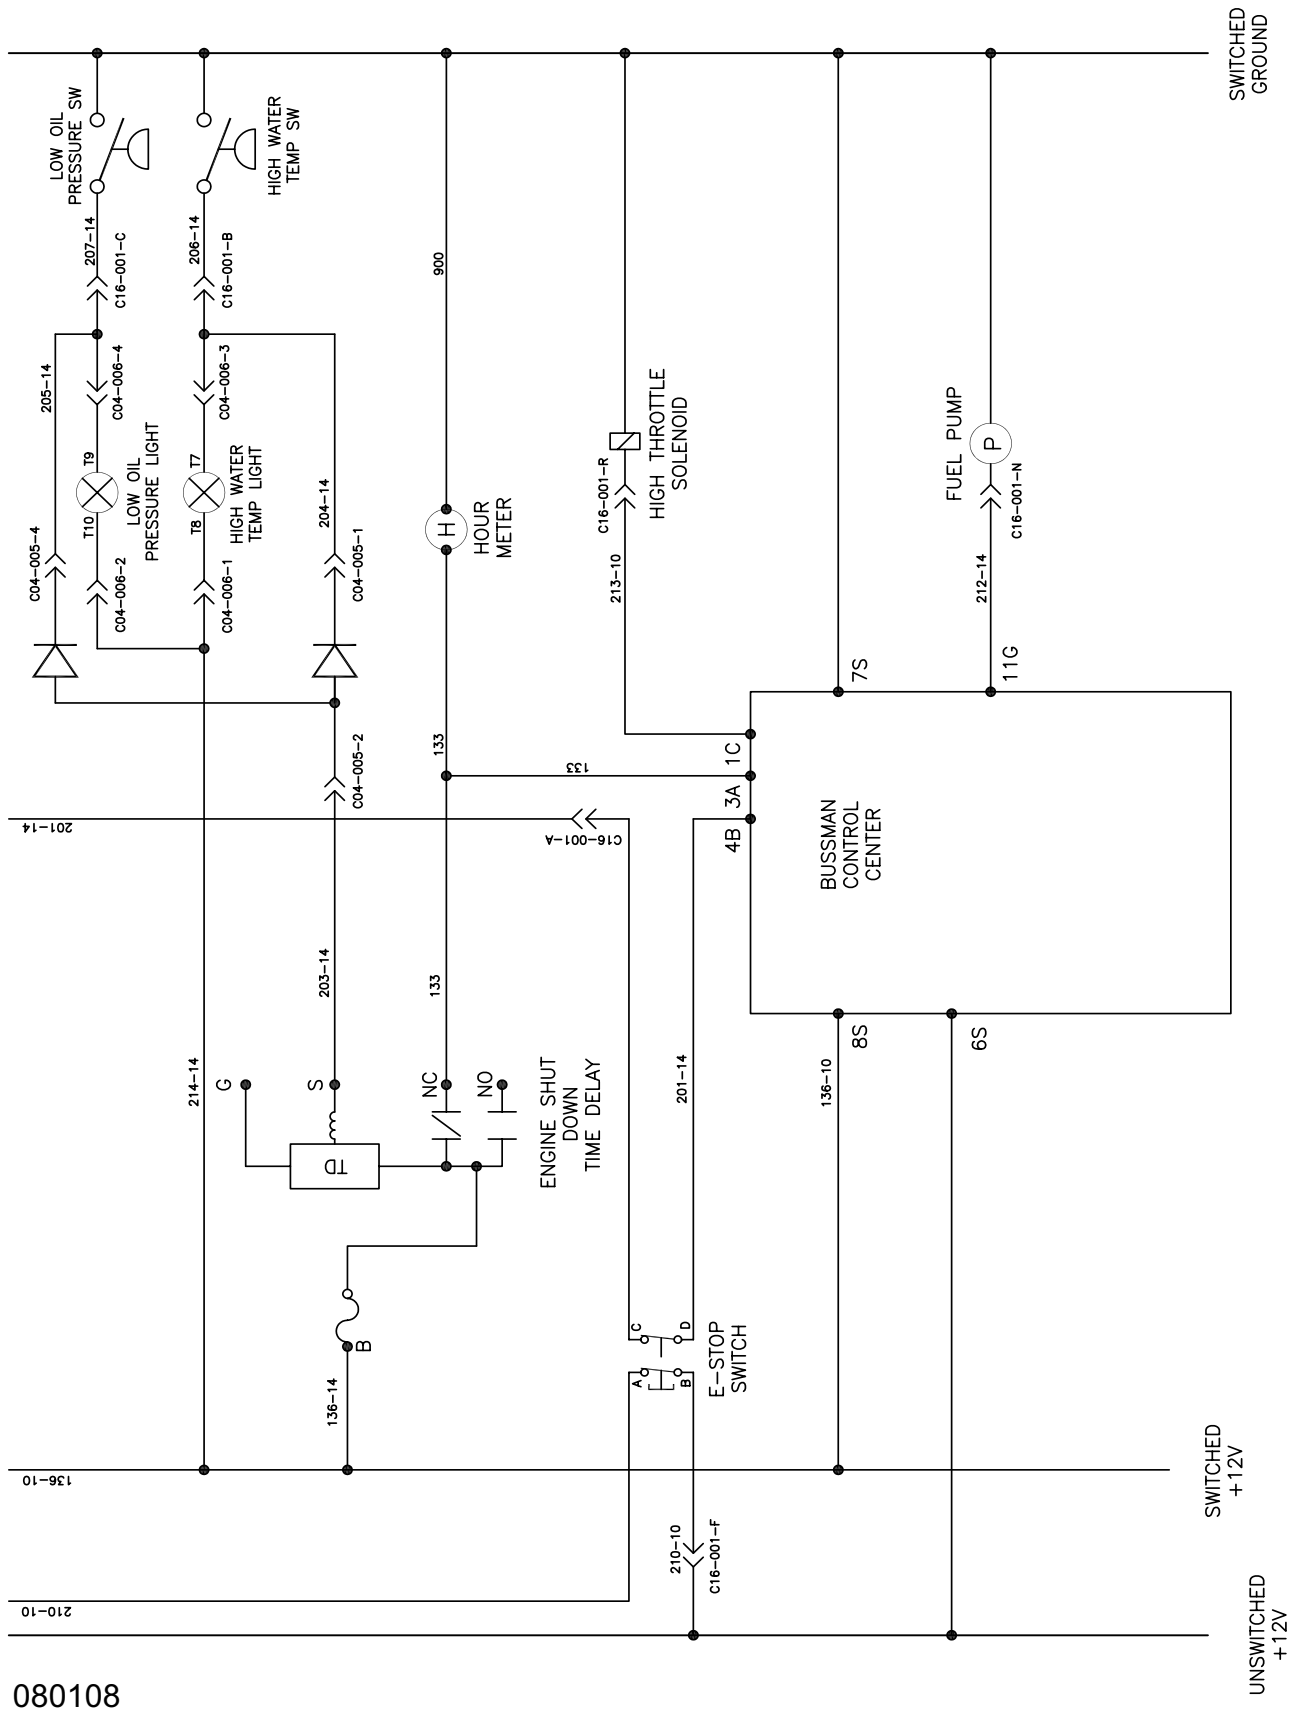 SWITCHED
GROUND
LOW OIL
PRESSURE SW
HIGH WATER
TEMP SW
207-14
C16-001-C
206-14
C16-001-B
900
205-14
C04-006-4
C04-006-3
T9
T10
LOW OIL
PRESSURE LIGHT
T7
T8
HIGH WATER
TEMP LIGHT
204-14
C04-005-4
C04-006-2
C04-006-1
C04-005-1
H
HOUR
METER
C16-001-R
HIGH THROTTLE
SOLENOID
213-10
FUEL PUMP
P
C16-001-N
212-14
7S
11G
C04-005-2
133
133
1C
3A
4B
201-14
C16-001-A
BUSSMAN
CONTROL
CENTER
203-14
133
8S
6S
214-14
G
S
NC
NO
TD
ENGINE SHUT
DOWN
TIME DELAY
201-14
136-10
B
136-14
C
D
A
B
E-STOP
SWITCH
136-10
SWITCHED
+12V
210-10
C16-001-F
210-10
UNSWITCHED
+12V
080108